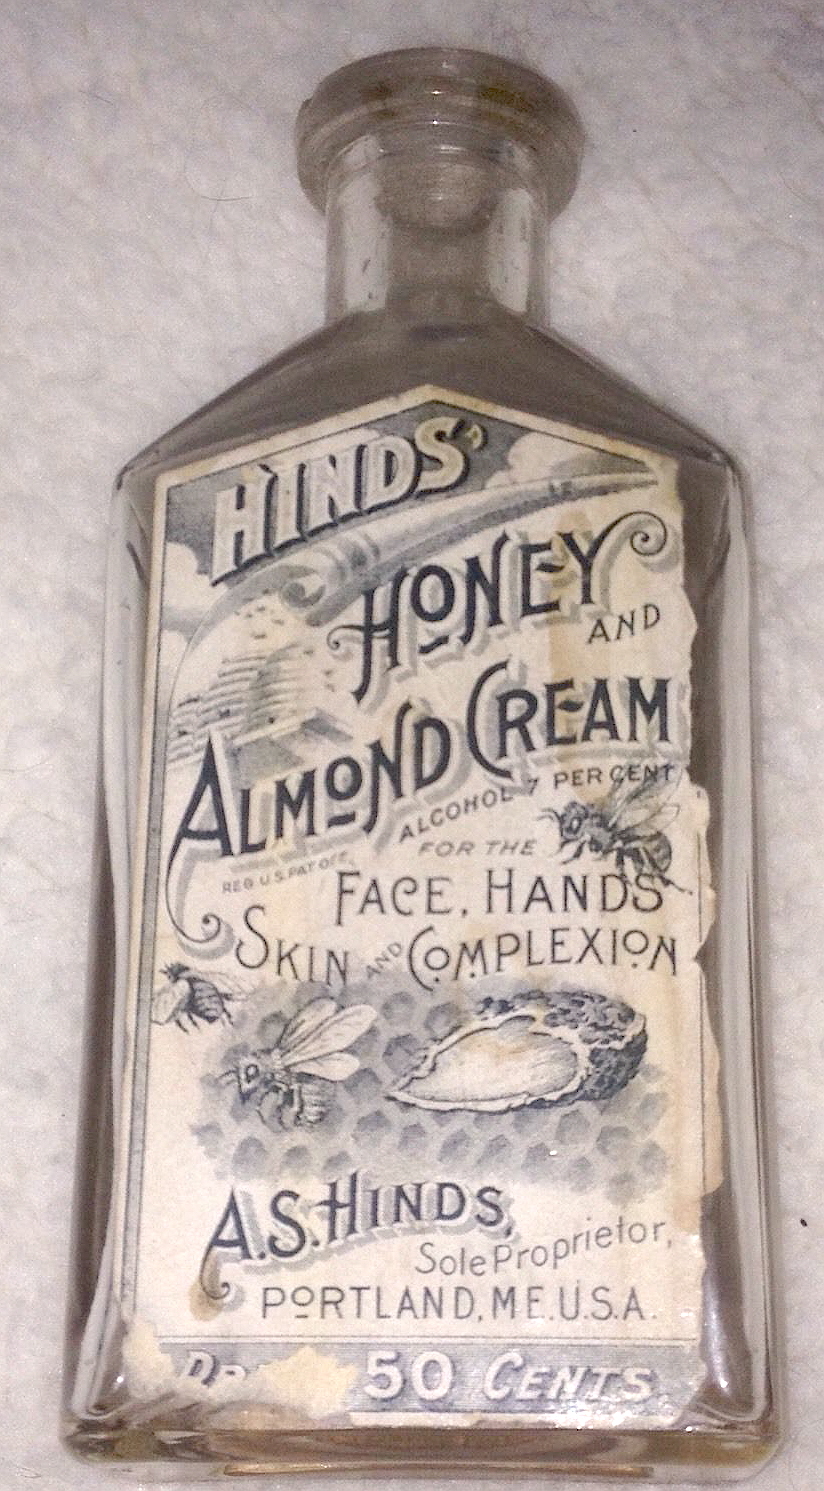 HINDS'
HONEY
AND
ALMOND CREAM
ALCOHOL 7 PER CENT
REG U.S. PAT OFF.
FOR THE
FACE, HANDS
SKIN AND COMPLEXION
A.S. HINDS,
Sole Proprietor,
PORTLAND, ME. U.S.A.
50 CENTS.